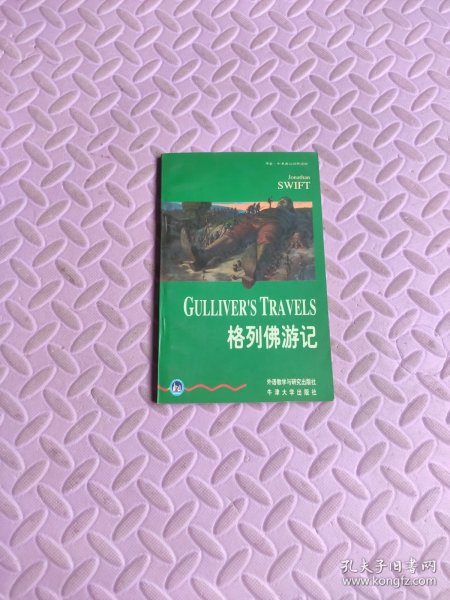 Jonathan
SWIFT
GULLIVER'S TRAVELS
格列佛游记
外语教学与研究出版社
牛津大学出版社
孔夫子旧书网
www.kongfz.com